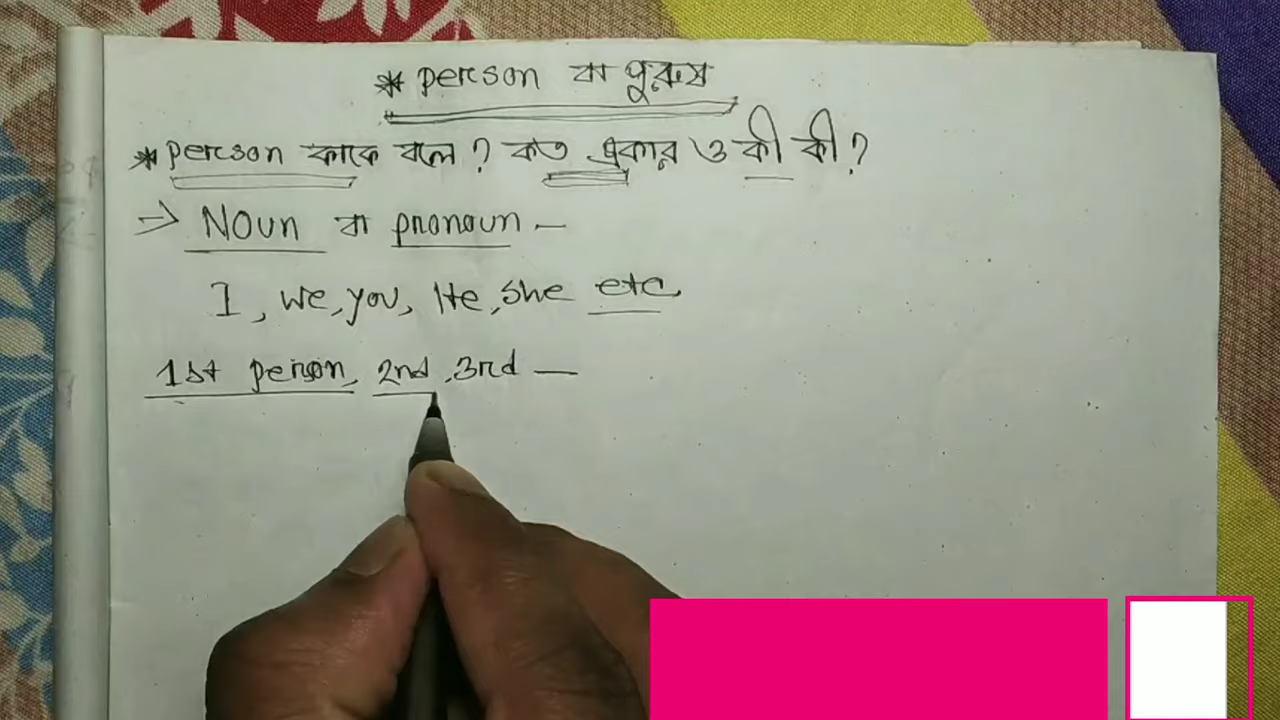 * person বা পুরুষ
* person কাকে বলে? কত প্রকার ও কী কী?
⇒ Noun বা pronoun —
I, we, you, He, she etc,
1st person, 2nd, 3rd —